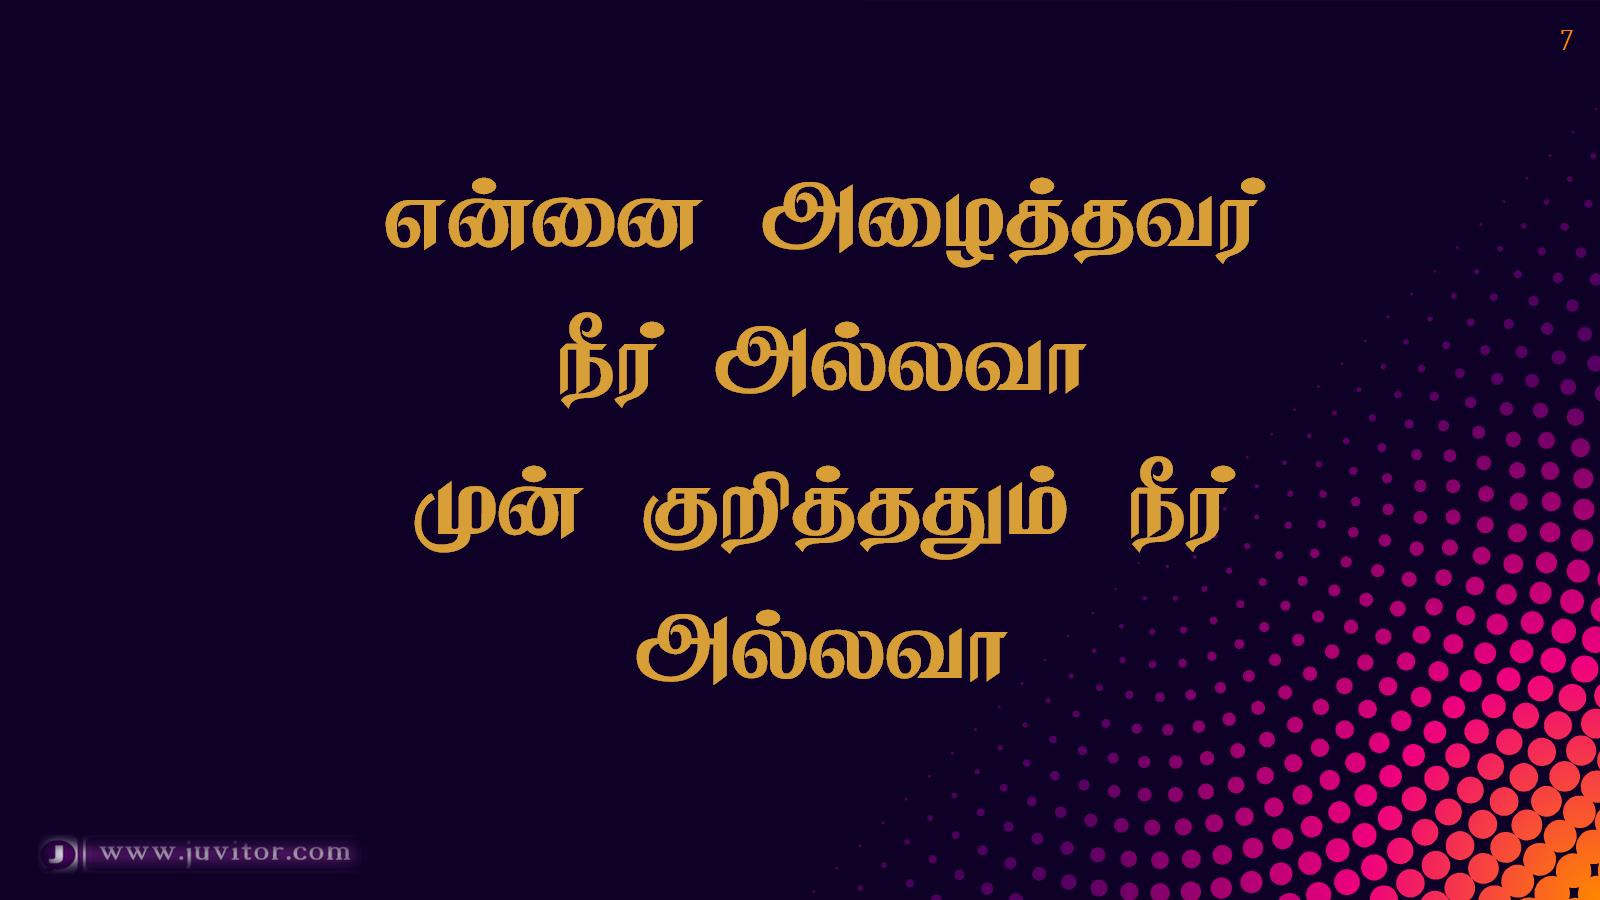 7
என்னை அழைத்தவர்
நீர் அல்லவா
முன் குறித்ததும் நீர்
அல்லவா
J www.juvitor.com